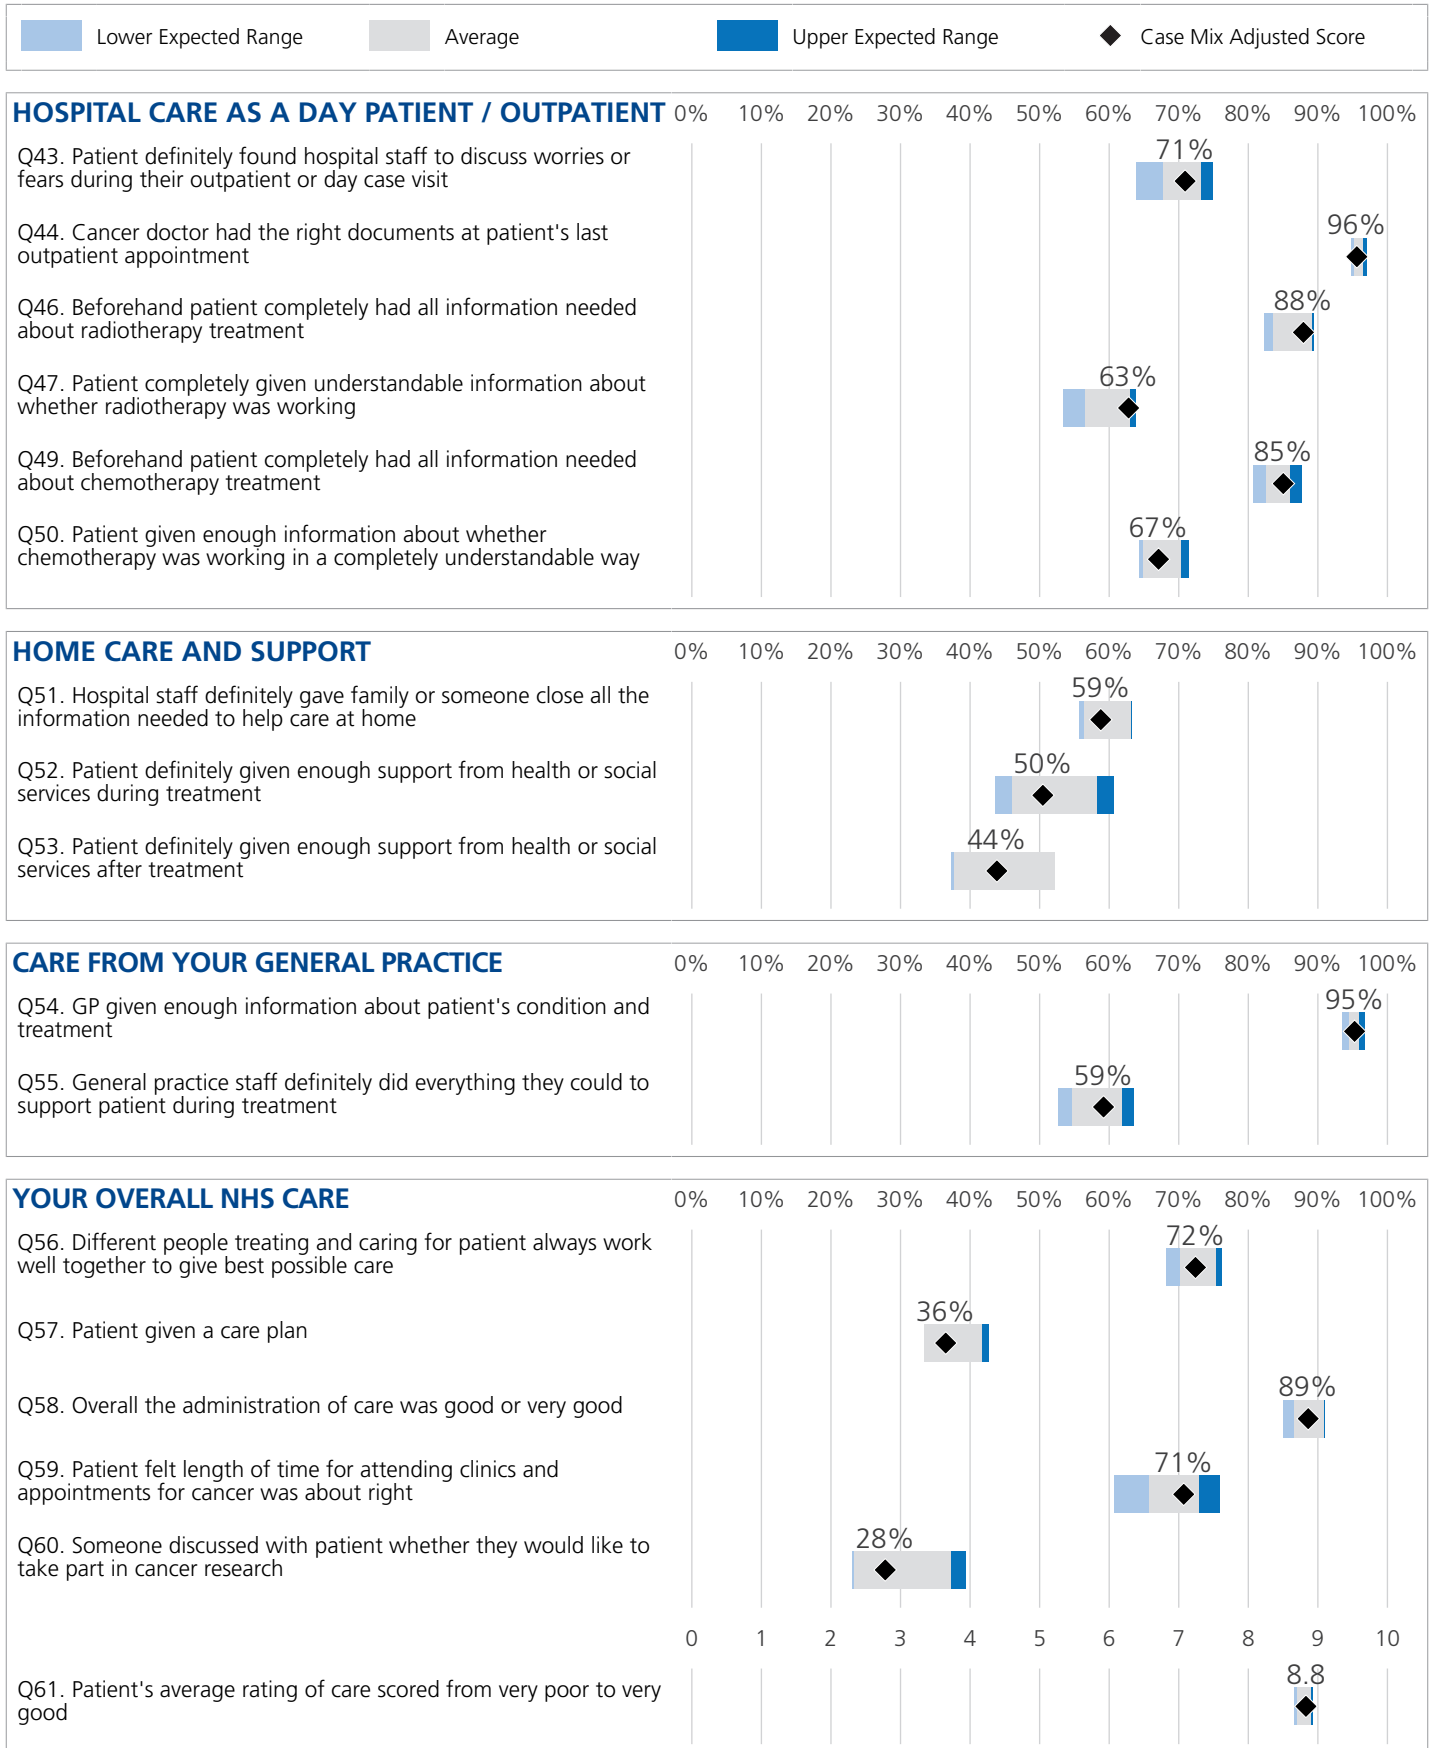 Lower Expected Range Average Upper Expected Range Case Mix Adjusted Score
HOSPITAL CARE AS A DAY PATIENT / OUTPATIENT 0% 10% 20% 30% 40% 50% 60% 70% 80% 90% 100%
Q43. Patient definitely found hospital staff to discuss worries or
fears during their outpatient or day case visit
71%
Q44. Cancer doctor had the right documents at patient's last
outpatient appointment
96%
Q46. Beforehand patient completely had all information needed
about radiotherapy treatment
88%
Q47. Patient completely given understandable information about
whether radiotherapy was working
63%
Q49. Beforehand patient completely had all information needed
about chemotherapy treatment
85%
Q50. Patient given enough information about whether
chemotherapy was working in a completely understandable way
67%
HOME CARE AND SUPPORT 0% 10% 20% 30% 40% 50% 60% 70% 80% 90% 100%
Q51. Hospital staff definitely gave family or someone close all the
information needed to help care at home
59%
Q52. Patient definitely given enough support from health or social
services during treatment
50%
Q53. Patient definitely given enough support from health or social
services after treatment
44%
CARE FROM YOUR GENERAL PRACTICE 0% 10% 20% 30% 40% 50% 60% 70% 80% 90% 100%
Q54. GP given enough information about patient's condition and
treatment
95%
Q55. General practice staff definitely did everything they could to
support patient during treatment
59%
YOUR OVERALL NHS CARE 0% 10% 20% 30% 40% 50% 60% 70% 80% 90% 100%
Q56. Different people treating and caring for patient always work
well together to give best possible care
72%
Q57. Patient given a care plan
36%
Q58. Overall the administration of care was good or very good
89%
Q59. Patient felt length of time for attending clinics and
appointments for cancer was about right
71%
Q60. Someone discussed with patient whether they would like to
take part in cancer research
28%
0 1 2 3 4 5 6 7 8 9 10
Q61. Patient's average rating of care scored from very poor to very
good
8.8